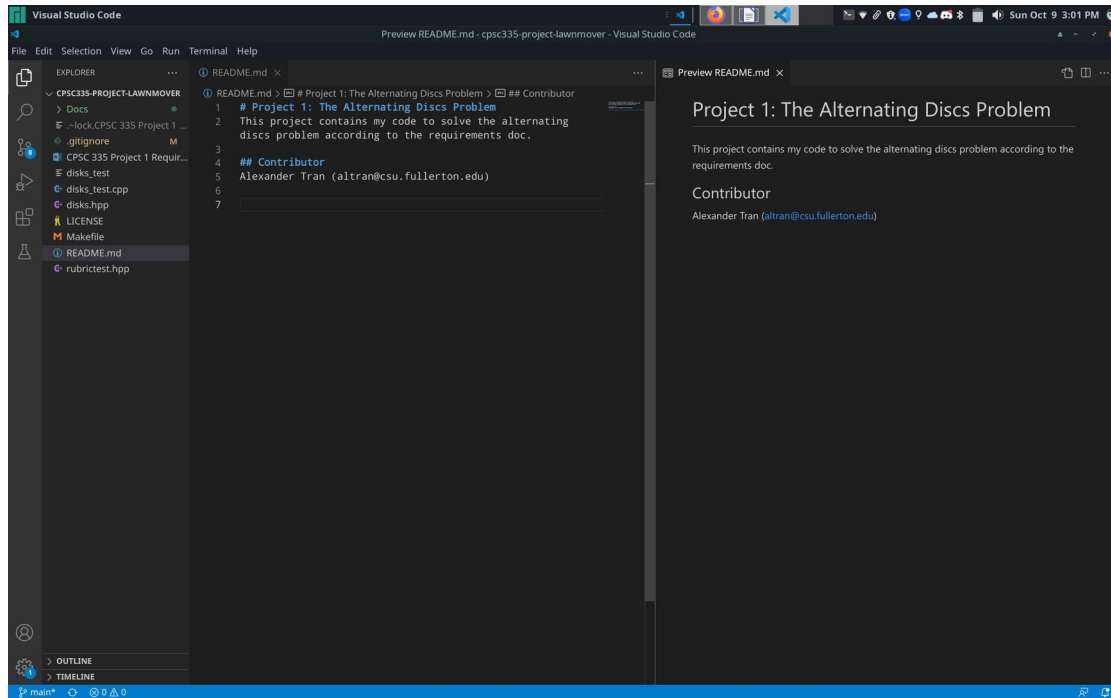 Visual Studio Code
Sun Oct 9 3:01 PM
Preview README.md - cpsc335-project-lawnmover - Visual Studio Code
File Edit Selection View Go Run Terminal Help
EXPLORER
CPSC335-PROJECT-LAWNMOVER
Docs
.~lock.CPSC 335 Project 1 ...
.gitignore M
CPSC 335 Project 1 Requir...
disks_test
disks_test.cpp
disks.hpp
LICENSE
Makefile
README.md
rubrictest.hpp
OUTLINE
TIMELINE
README.md
README.md > # Project 1: The Alternating Discs Problem > ## Contributor
1 # Project 1: The Alternating Discs Problem
2 This project contains my code to solve the alternating
discs problem according to the requirements doc.
3
4 ## Contributor
5 Alexander Tran (altran@csu.fullerton.edu)
6
7
Preview README.md
Project 1: The Alternating Discs Problem
This project contains my code to solve the alternating discs problem according to the
requirements doc.
Contributor
Alexander Tran (altran@csu.fullerton.edu)
8
1
main* 0 0